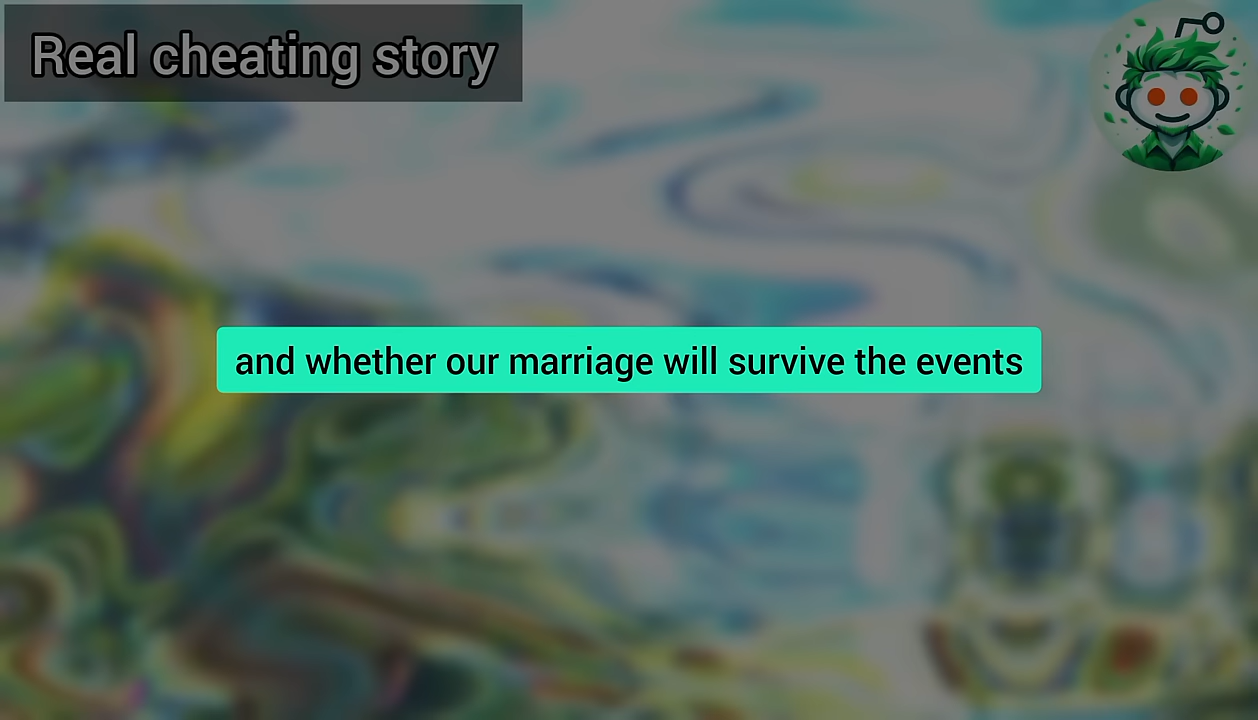 Real cheating story
and whether our marriage will survive the events